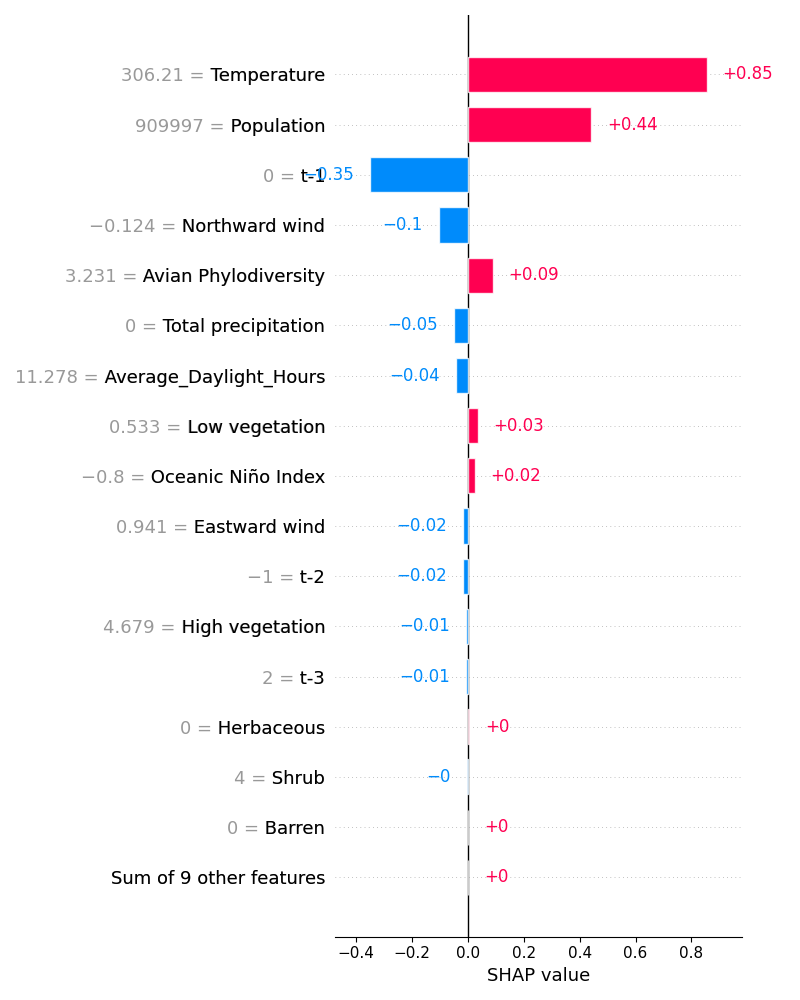 306.21 = Temperature +0.85
909997 = Population +0.44
0 = t-1 −0.35
−0.124 = Northward wind −0.1
3.231 = Avian Phylodiversity +0.09
0 = Total precipitation −0.05
11.278 = Average_Daylight_Hours −0.04
0.533 = Low vegetation +0.03
−0.8 = Oceanic Niño Index +0.02
0.941 = Eastward wind −0.02
−1 = t-2 −0.02
4.679 = High vegetation −0.01
2 = t-3 −0.01
0 = Herbaceous +0
4 = Shrub −0
0 = Barren +0
Sum of 9 other features +0
−0.4 −0.2 0.0 0.2 0.4 0.6 0.8
SHAP value